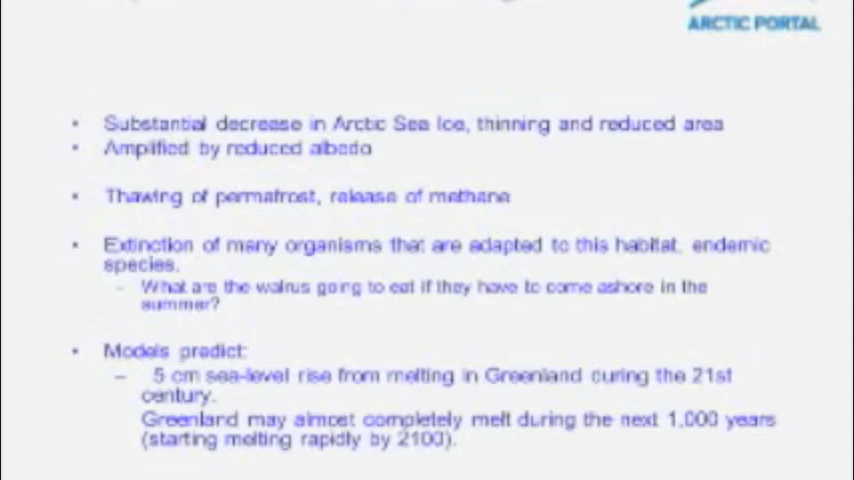 ARCTIC PORTAL
• Substantial decrease in Arctic Sea Ice, thinning and reduced area
• Amplified by reduced albedo
• Thawing of permafrost, release of methane
• Extinction of many organisms that are adapted to this habitat, endemic
species.
– What are the walrus going to eat if they have to come ashore in the
summer?
• Models predict:
– 5 cm sea-level rise from melting in Greenland during the 21st
century.
Greenland may almost completely melt during the next 1,000 years
(starting melting rapidly by 2100).